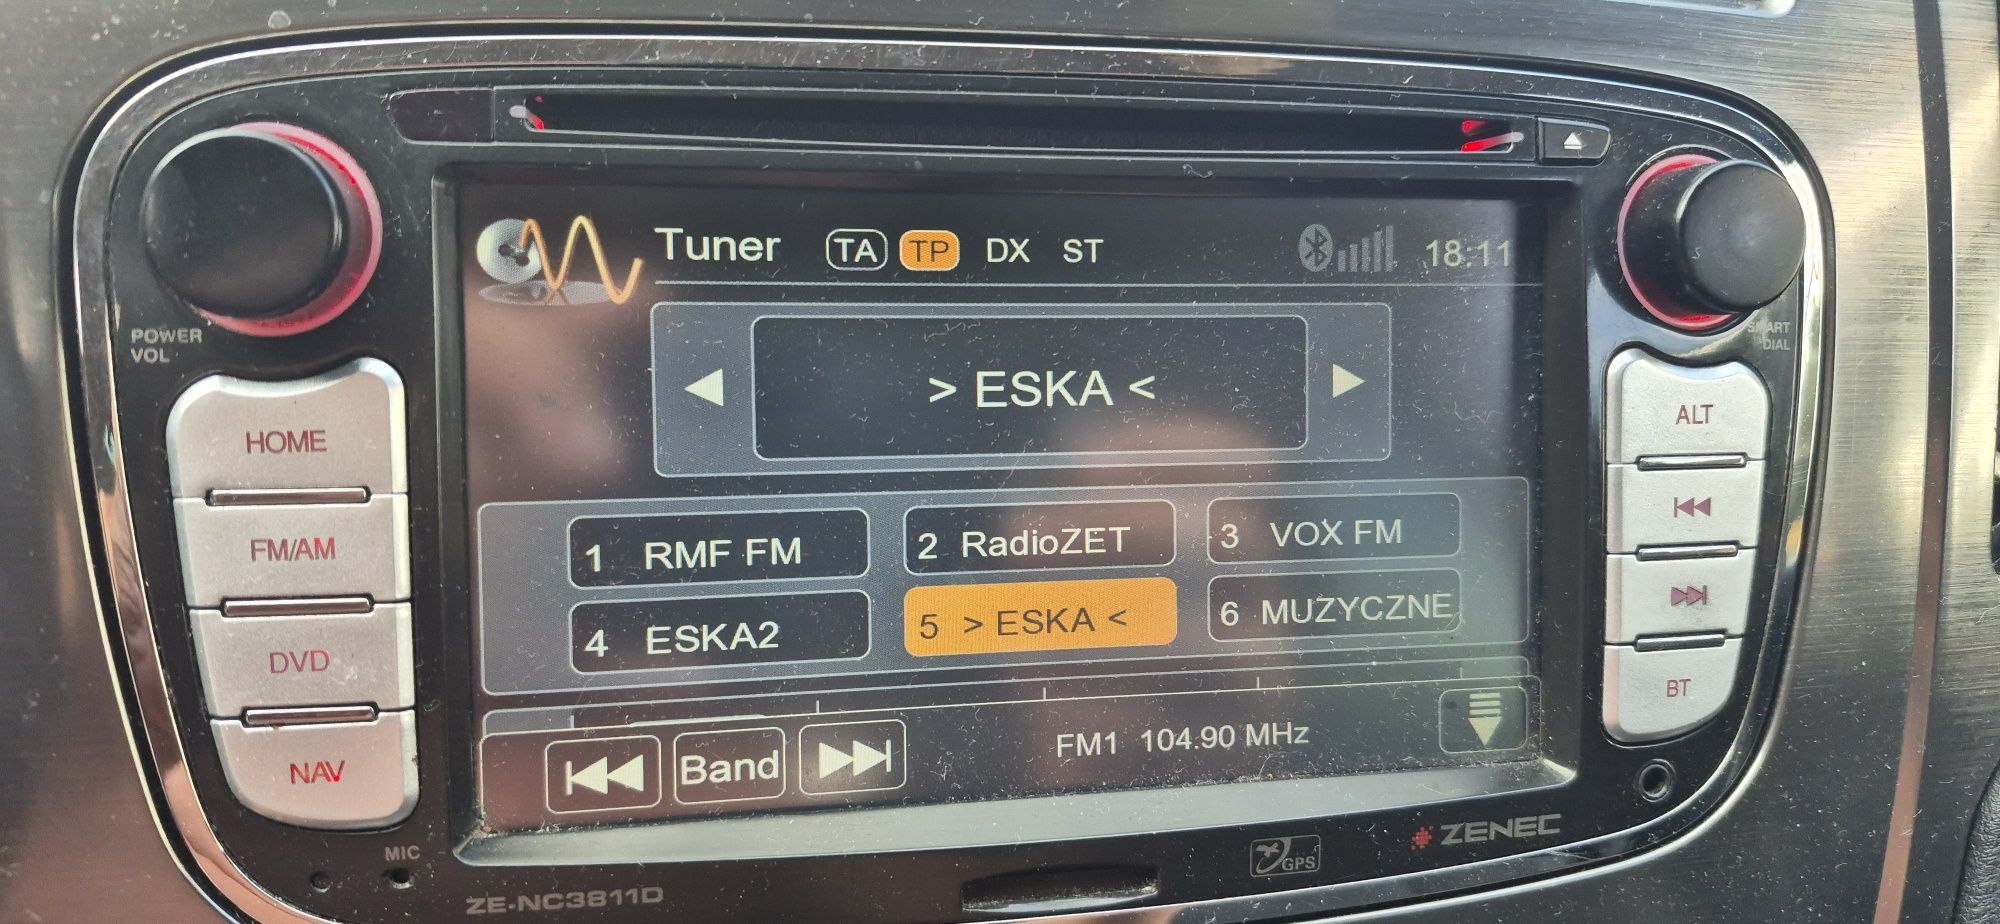 Tuner TA TP DX ST 18:11
POWER
VOL
SMART
DIAL
> ESKA <
HOME
ALT
FM/AM
1 RMF FM
2 RadioZET
3 VOX FM
4 ESKA2
5 > ESKA <
6 MUZYCZNE
DVD
BT
NAV
Band
FM1 104.90 MHz
MIC
ZE-NC3811D
GPS
ZENEC